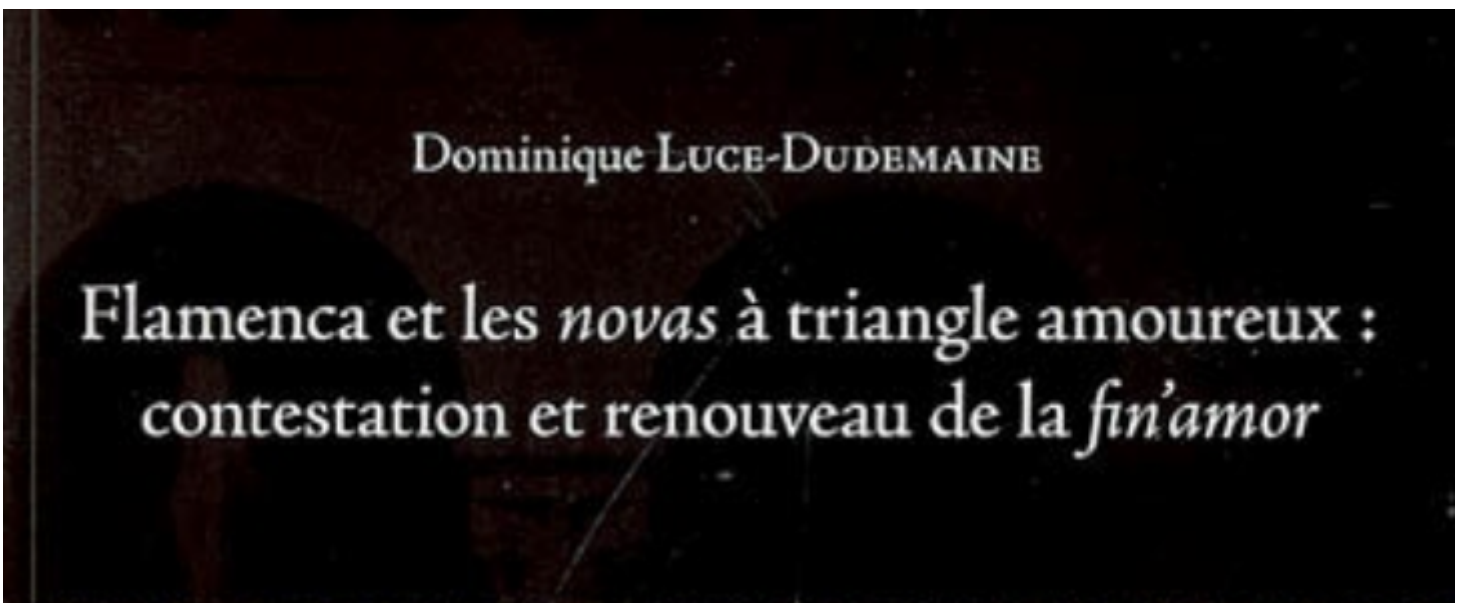 Dominique LUCE-DUDEMAINE
Flamenca et les novas à triangle amoureux :
contestation et renouveau de la fin’amor